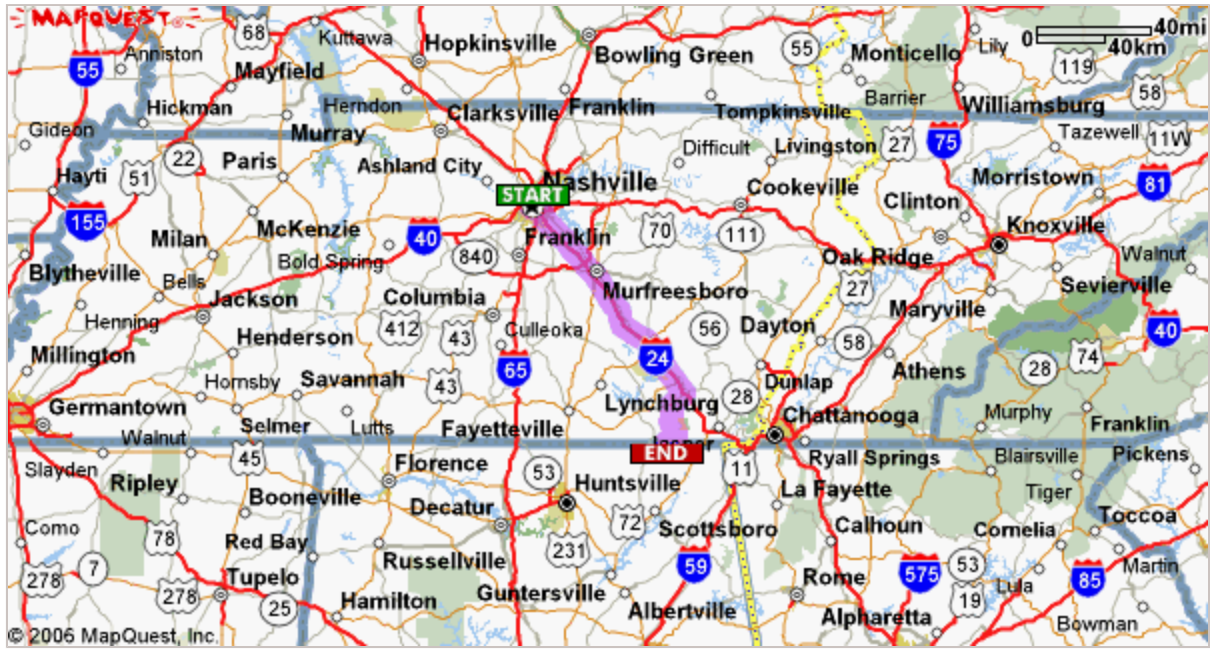 MAPQUEST
40mi
0
40km
68
Kuttawa
Hopkinsville
Bowling Green
55
Monticello
Lily
Anniston
55
Mayfield
119
Barrier
58
Hickman
Herndon
Clarksville
Franklin
Tompkinsville
Williamsburg
Gideon
Murray
Tazewell
11W
22
Paris
Ashland City
Difficult
Livingston
27
75
Hayti
51
Nashville
Cookeville
Morristown
81
START
Clinton
155
McKenzie
40
Franklin
70
111
Knoxville
Milan
840
Oak Ridge
Walnut
Blytheville
Bells
Bold Spring
Murfreesboro
27
Sevierville
Jackson
Columbia
Maryville
Henning
412
43
Culleoka
56
Dayton
58
40
Henderson
Millington
24
74
28
Athens
65
Hornsby
Savannah
43
Dunlap
28
Germantown
Lynchburg
Chattanooga
Murphy
Selmer
Lutts
Fayetteville
Franklin
Walnut
Jasper
END
Slayden
45
Florence
53
11
Ryall Springs
Blairsville
Pickens
Ripley
Booneville
Huntsville
La Fayette
Tiger
Decatur
72
Scottsboro
Calhoun
Cornelia
Toccoa
Como
78
Red Bay
231
Russellville
59
575
53
85
Martin
278
7
Tupelo
Guntersville
Rome
Lula
278
25
Hamilton
19
Albertville
Alpharetta
Bowman
© 2006 MapQuest, Inc.